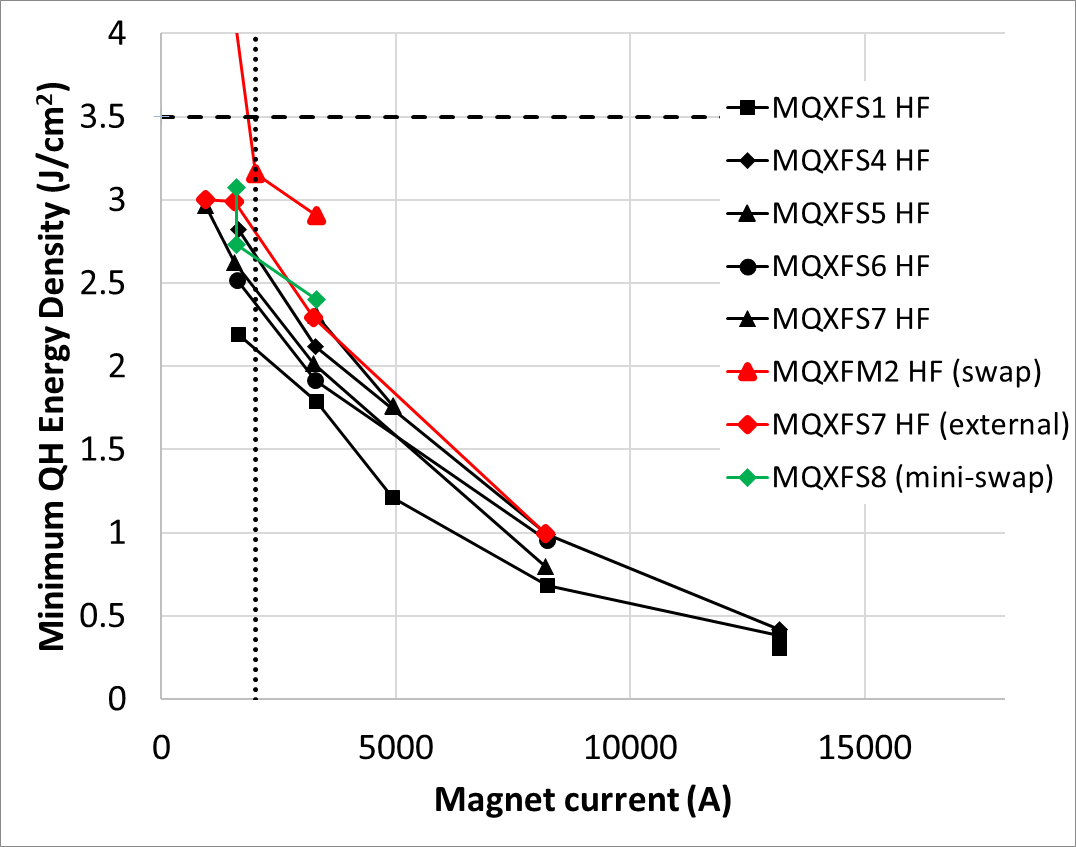 4
3.5
3
2.5
2
1.5
1
0.5
0
0
5000
10000
15000
Minimum QH Energy Density (J/cm²)
Magnet current (A)
MQXFS1 HF
MQXFS4 HF
MQXFS5 HF
MQXFS6 HF
MQXFS7 HF
MQXFM2 HF (swap)
MQXFS7 HF (external)
MQXFS8 (mini-swap)